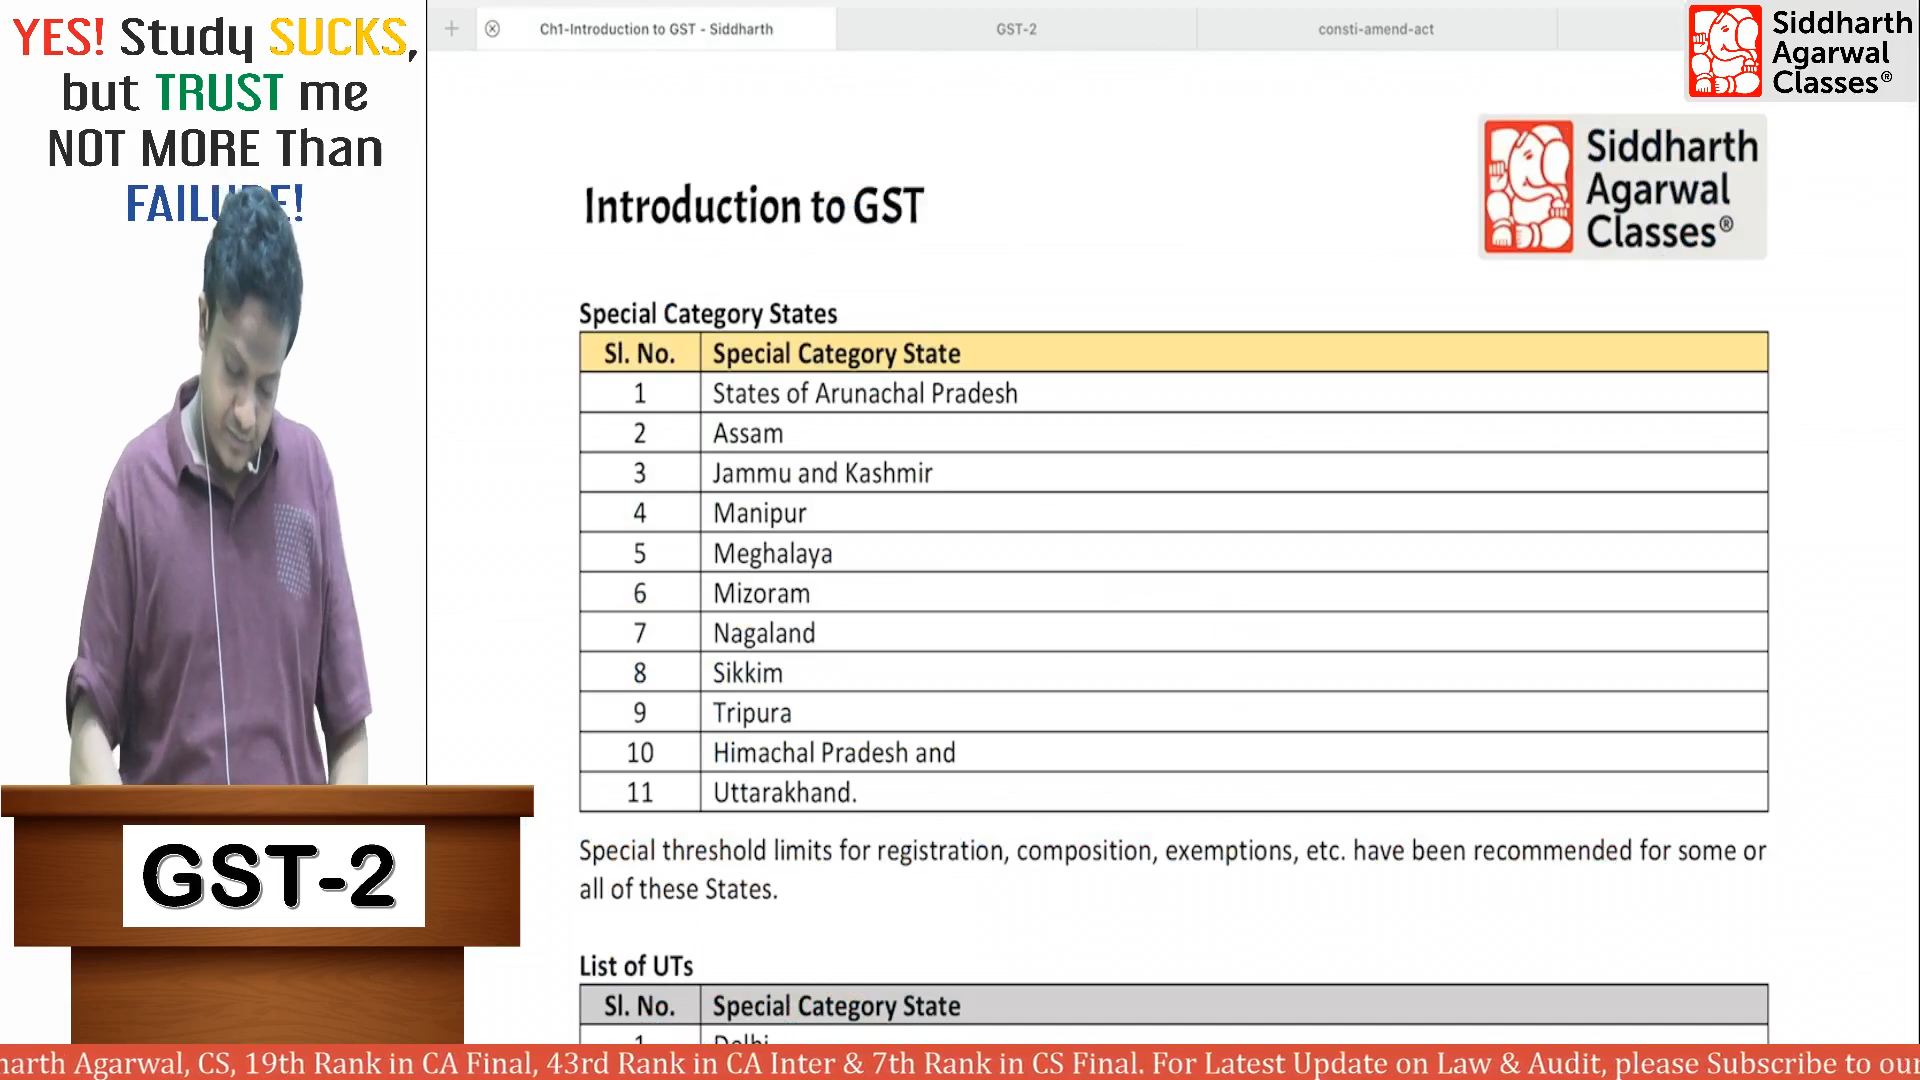 YES! Study SUCKS,
but TRUST me
NOT MORE Than
FAILURE!
GST-2
Ch1-Introduction to GST - Siddharth
GST-2
consti-amend-act
Siddharth
Agarwal
Classes®
Siddharth
Agarwal
Classes®
Introduction to GST
Special Category States
Sl. No. Special Category State
1 States of Arunachal Pradesh
2 Assam
3 Jammu and Kashmir
4 Manipur
5 Meghalaya
6 Mizoram
7 Nagaland
8 Sikkim
9 Tripura
10 Himachal Pradesh and
11 Uttarakhand.
Special threshold limits for registration, composition, exemptions, etc. have been recommended for some or
all of these States.
List of UTs
Sl. No. Special Category State
1 Delhi
harth Agarwal, CS, 19th Rank in CA Final, 43rd Rank in CA Inter & 7th Rank in CS Final. For Latest Update on Law & Audit, please Subscribe to our